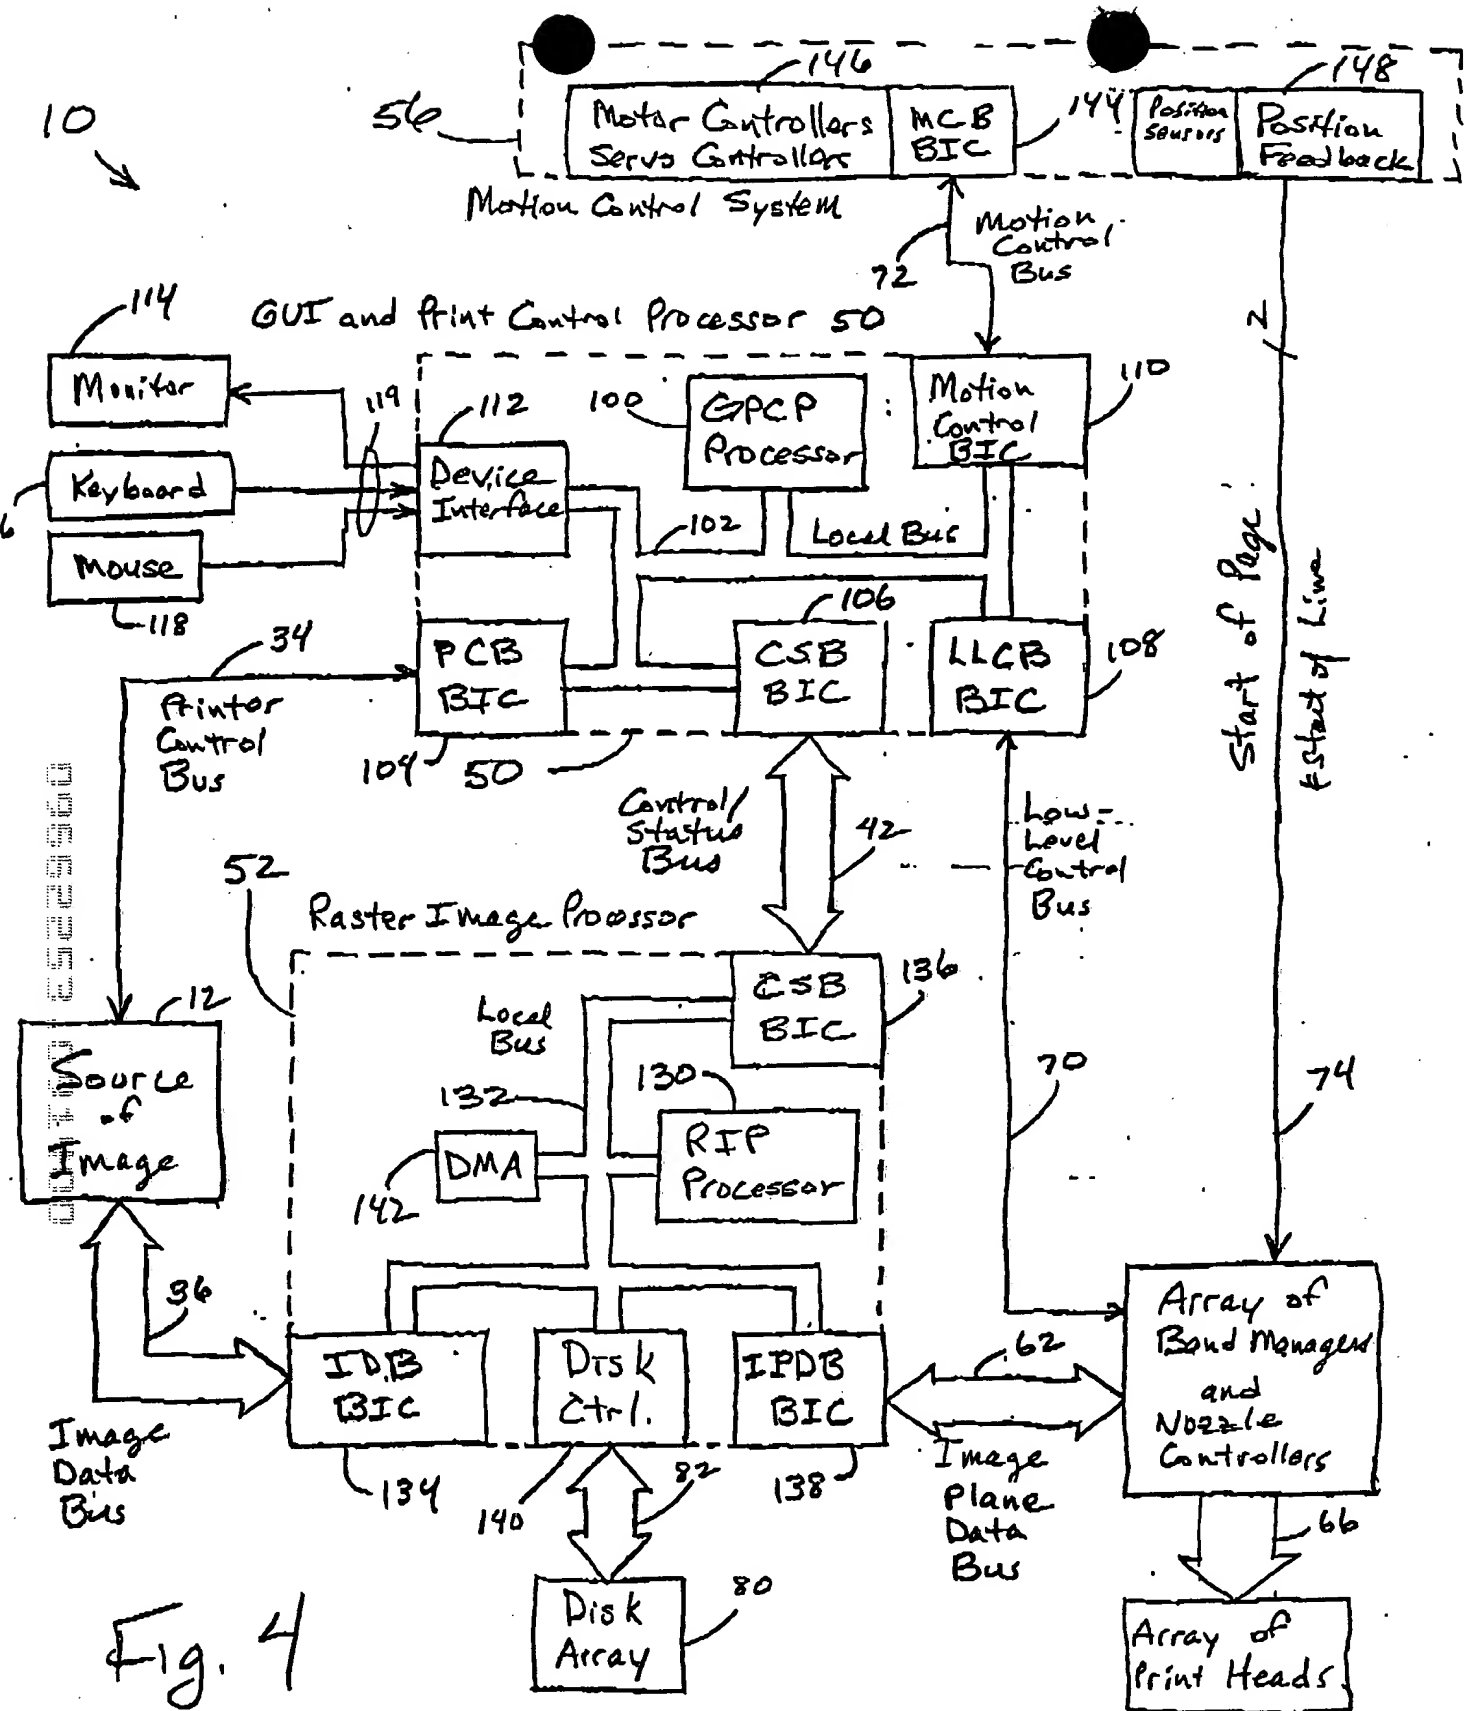 10
56
146
148
Motor Controllers
Servo Controllers
MCB
BIC
144
Position
Sensors
Position
Feedback
Motion Control System
72
Motion
Control
Bus
2
114
GUI and Print Control Processor 50
Monitor
119
112
100
GPCP
Processor
Motion
Control
BIC
110
Keyboard
6
Device
Interface
Mouse
118
102
Local Bus
106
34
PCB
BIC
CSB
BIC
LLCB
BIC
108
Printer
Control
Bus
104
50
Start of Page
& Start of Line
Control/
Status
Bus
42
Low-
Level
Control
Bus
52
Raster Image Processor
12
Local
Bus
CSB
BIC
136
Source
of
Image
132
130
70
74
DMA
RIP
Processor
142
36
IDB
BIC
Disk
Ctrl.
IPDB
BIC
62
Array of
Band Managers
and
Nozzle
Controllers
Image
Data
Bus
134
140
82
138
Image
Plane
Data
Bus
66
Disk
Array
80
Array of
Print Heads
Fig. 4